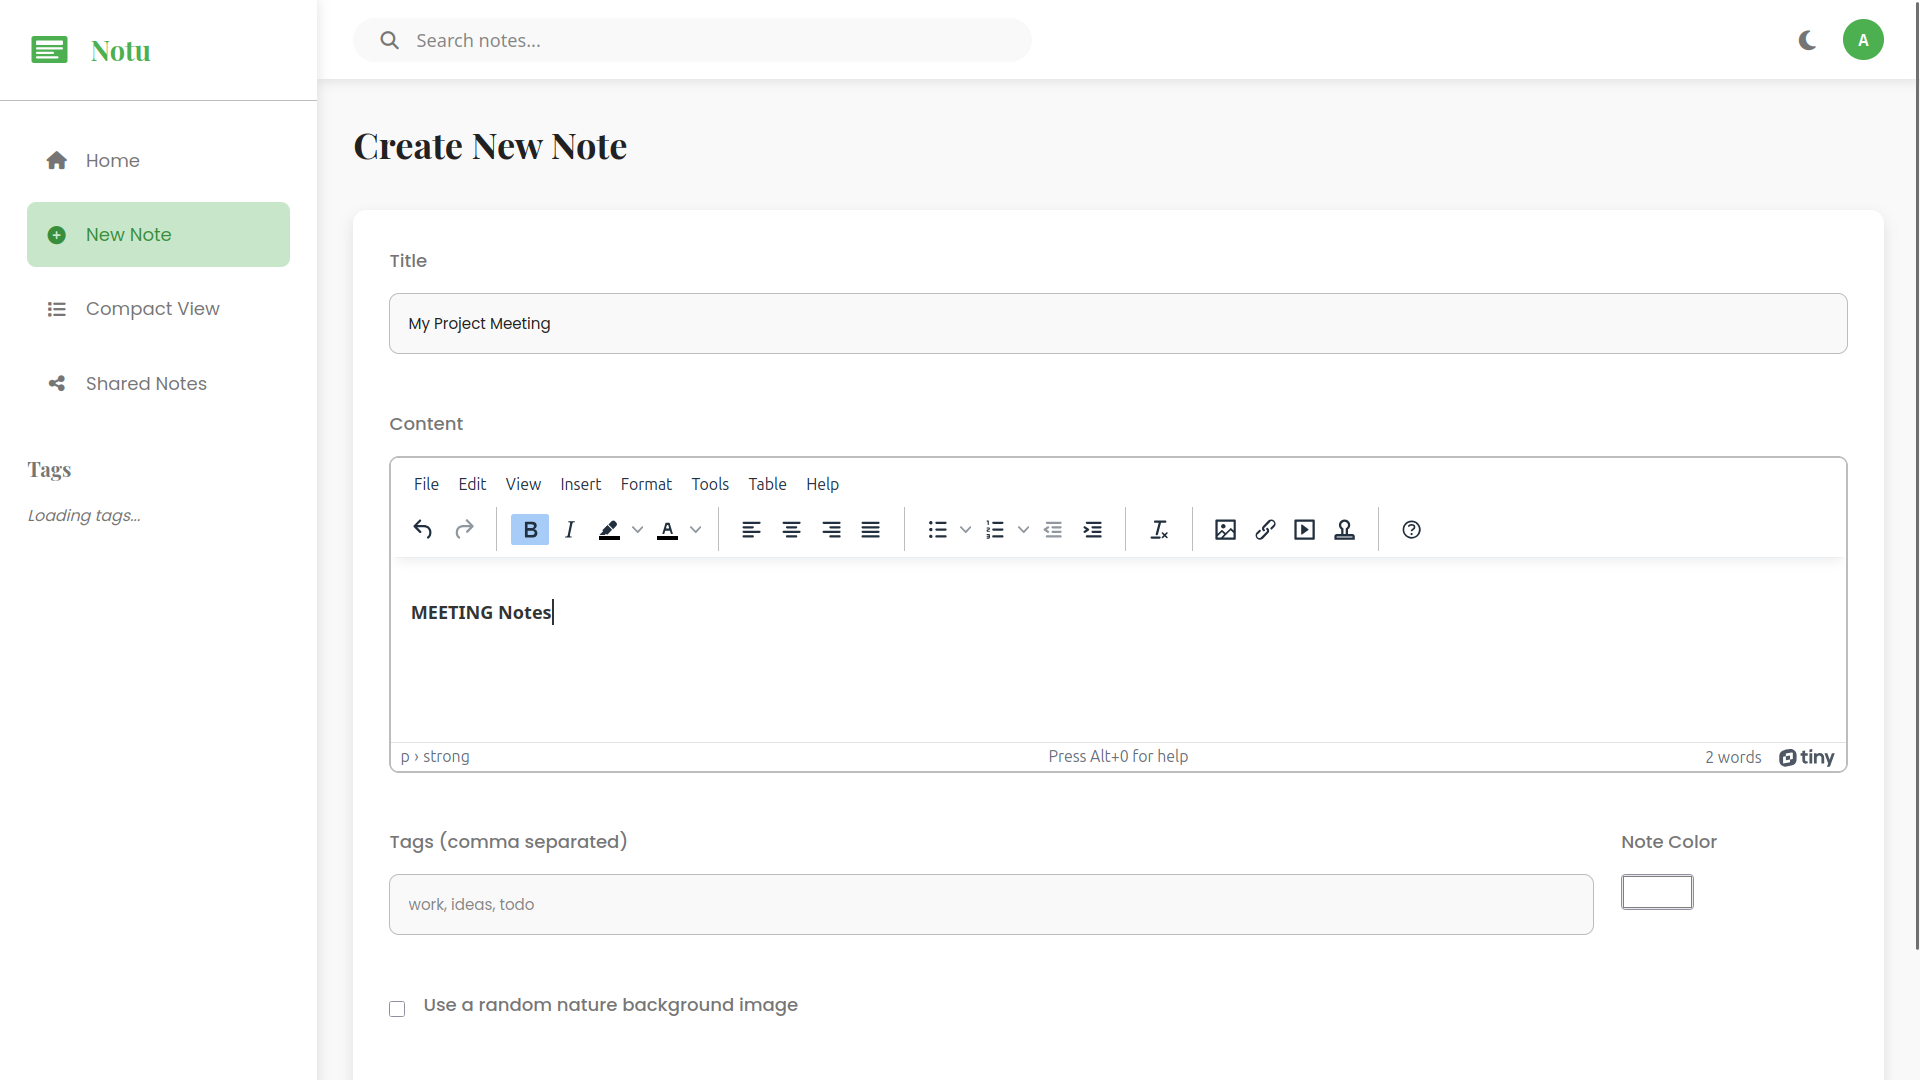 Notu
Search notes...
A
Home
New Note
Compact View
Shared Notes
Tags
Loading tags...
Create New Note
Title
My Project Meeting
Content
File Edit View Insert Format Tools Table Help
MEETING Notes
p › strong
Press Alt+0 for help
2 words
tiny
Tags (comma separated)
work, ideas, todo
Note Color
Use a random nature background image